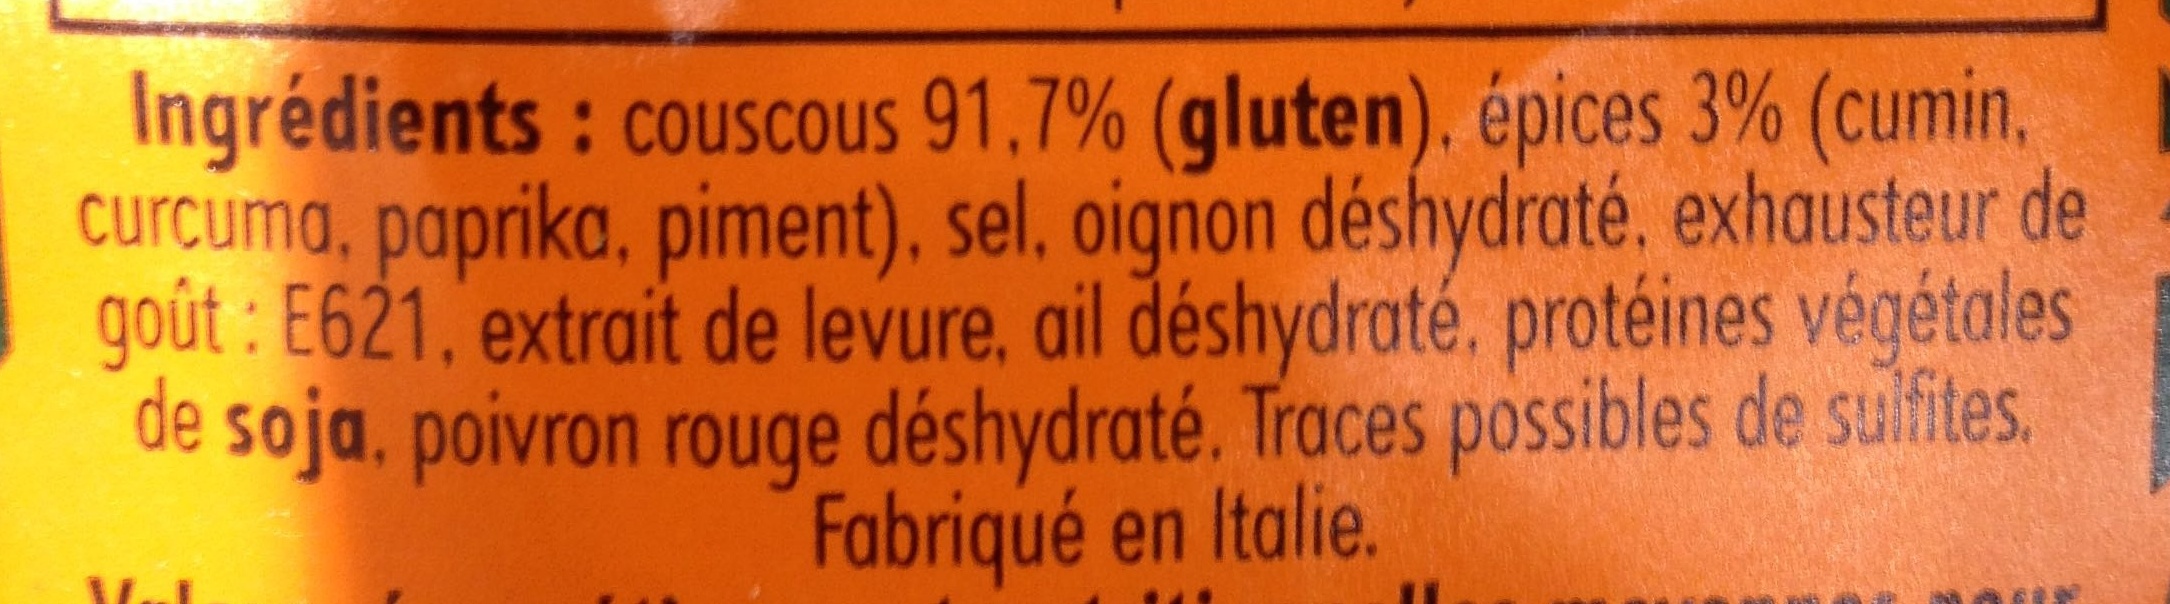 Ingrédients : couscous 91,7% (gluten), épices 3% (cumin,
curcuma, paprika, piment), sel, oignon déshydraté, exhausteur de
goût : E621, extrait de levure, ail déshydraté, protéines végétales
de soja, poivron rouge déshydraté. Traces possibles de sulfites.
Fabriqué en Italie.